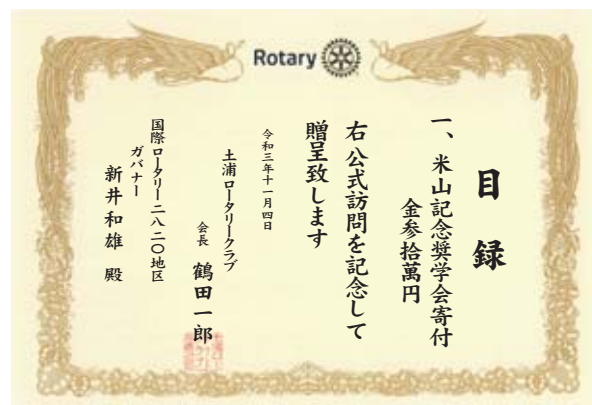 Rotary
目録
一、米山記念奨学会寄付
金参拾萬円
右公式訪問を記念して
贈呈致します
令和三年十一月四日
土浦ロータリークラブ
会長 鶴田一郎
国際ロータリー二八二〇地区
ガバナー
新井和雄 殿